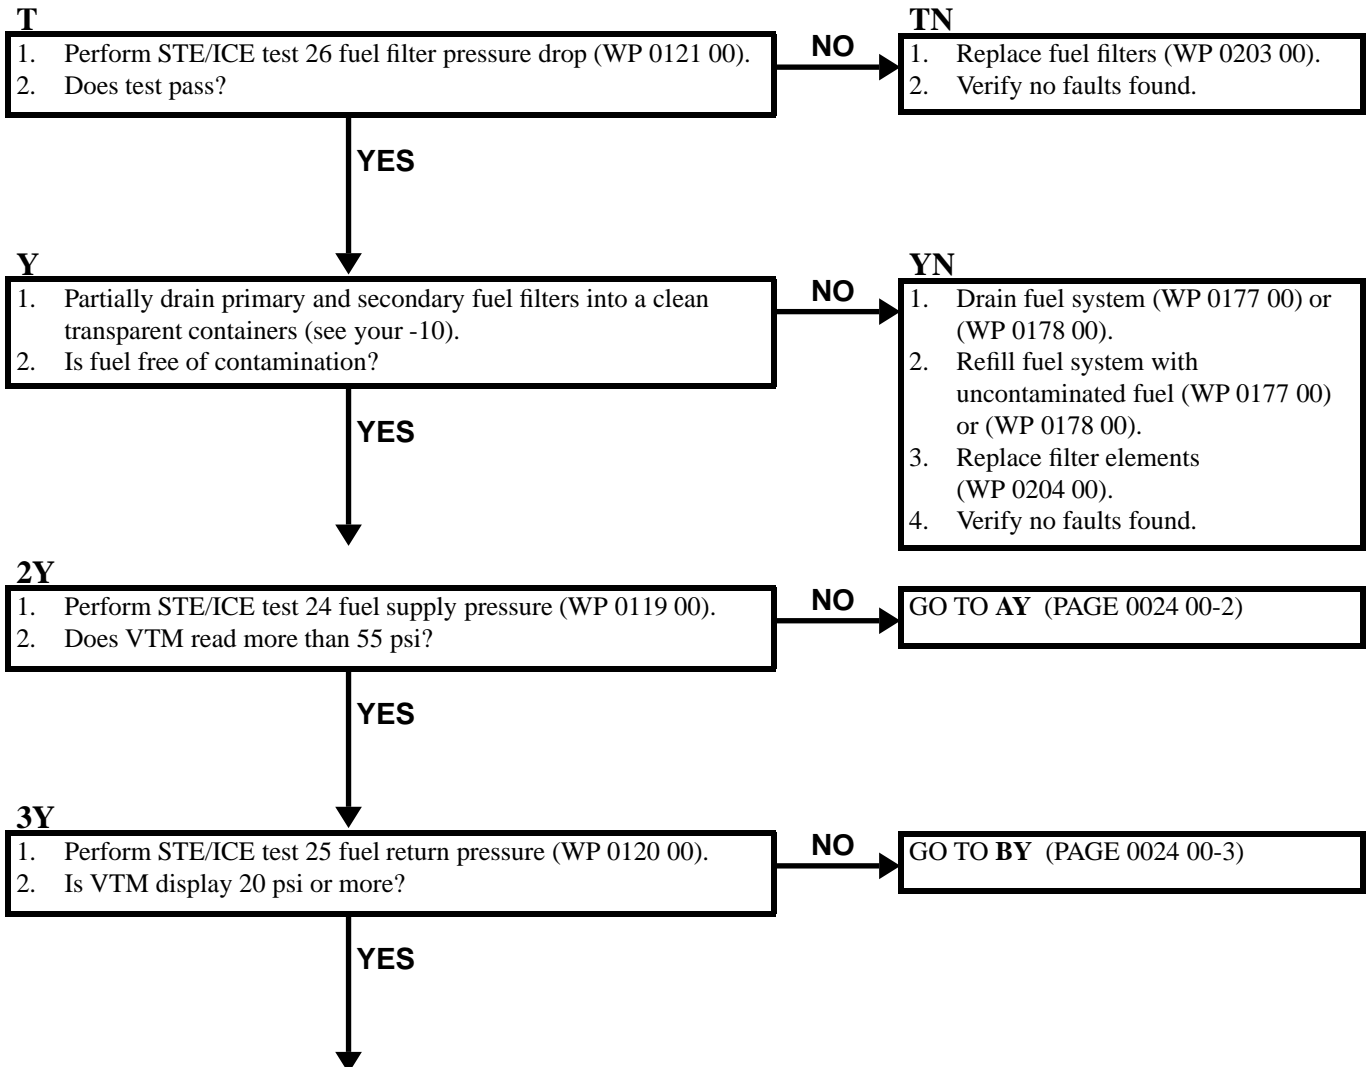 T
1. Perform STE/ICE test 26 fuel filter pressure drop (WP 0121 00).
2. Does test pass?
NO
TN
1. Replace fuel filters (WP 0203 00).
2. Verify no faults found.
YES
Y
1. Partially drain primary and secondary fuel filters into a clean
transparent containers (see your -10).
2. Is fuel free of contamination?
NO
YN
1. Drain fuel system (WP 0177 00) or
(WP 0178 00).
2. Refill fuel system with
uncontaminated fuel (WP 0177 00)
or (WP 0178 00).
3. Replace filter elements
(WP 0204 00).
4. Verify no faults found.
YES
2Y
1. Perform STE/ICE test 24 fuel supply pressure (WP 0119 00).
2. Does VTM read more than 55 psi?
NO
GO TO AY (PAGE 0024 00-2)
YES
3Y
1. Perform STE/ICE test 25 fuel return pressure (WP 0120 00).
2. Is VTM display 20 psi or more?
NO
GO TO BY (PAGE 0024 00-3)
YES